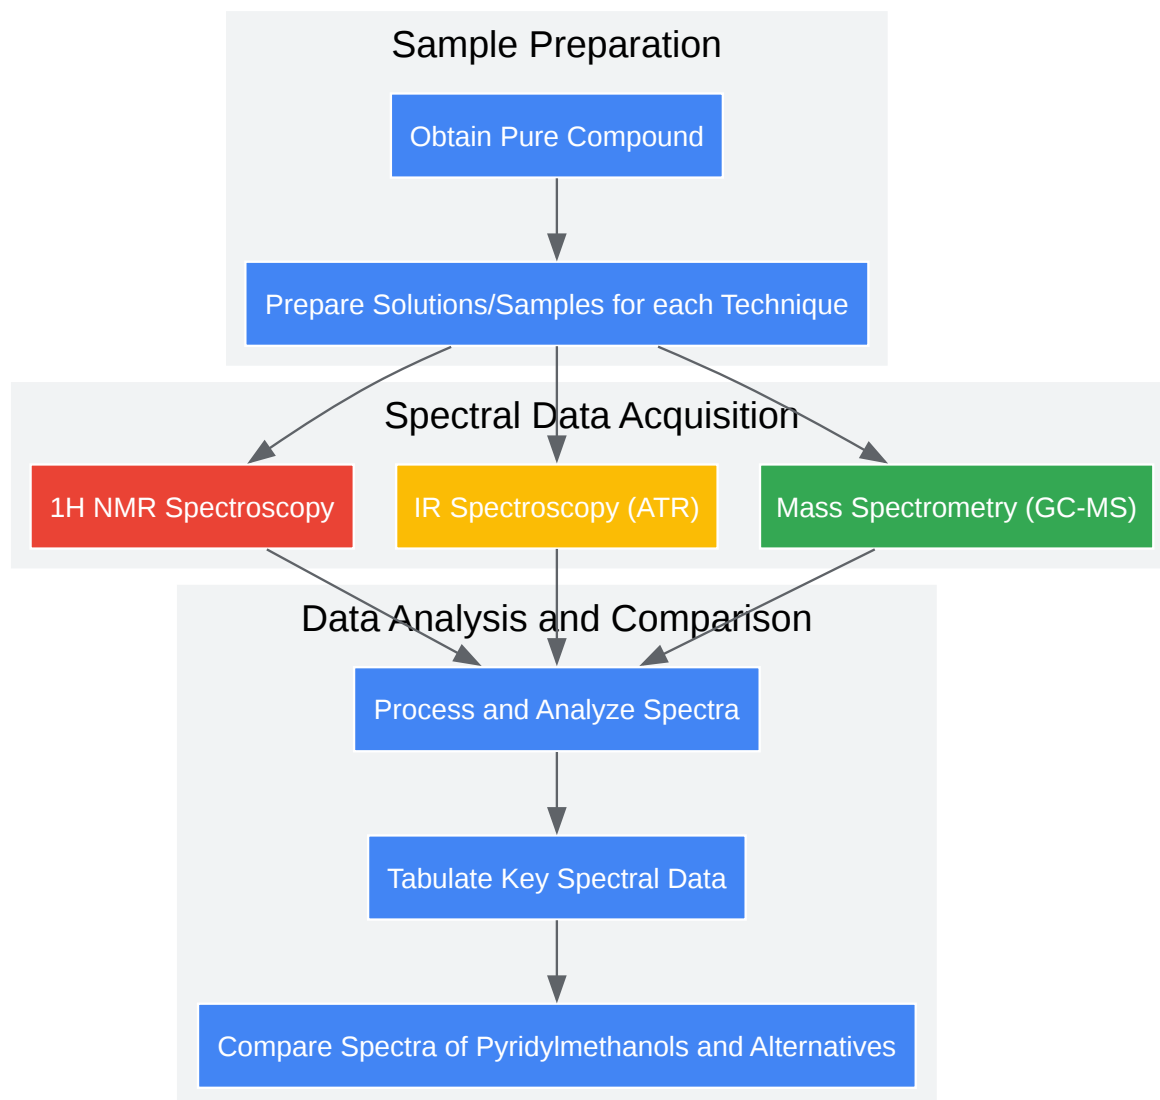 Sample Preparation
Obtain Pure Compound
Prepare Solutions/Samples for each Technique
Spectral Data Acquisition
1H NMR Spectroscopy
IR Spectroscopy (ATR)
Mass Spectrometry (GC-MS)
Data Analysis and Comparison
Process and Analyze Spectra
Tabulate Key Spectral Data
Compare Spectra of Pyridylmethanols and Alternatives